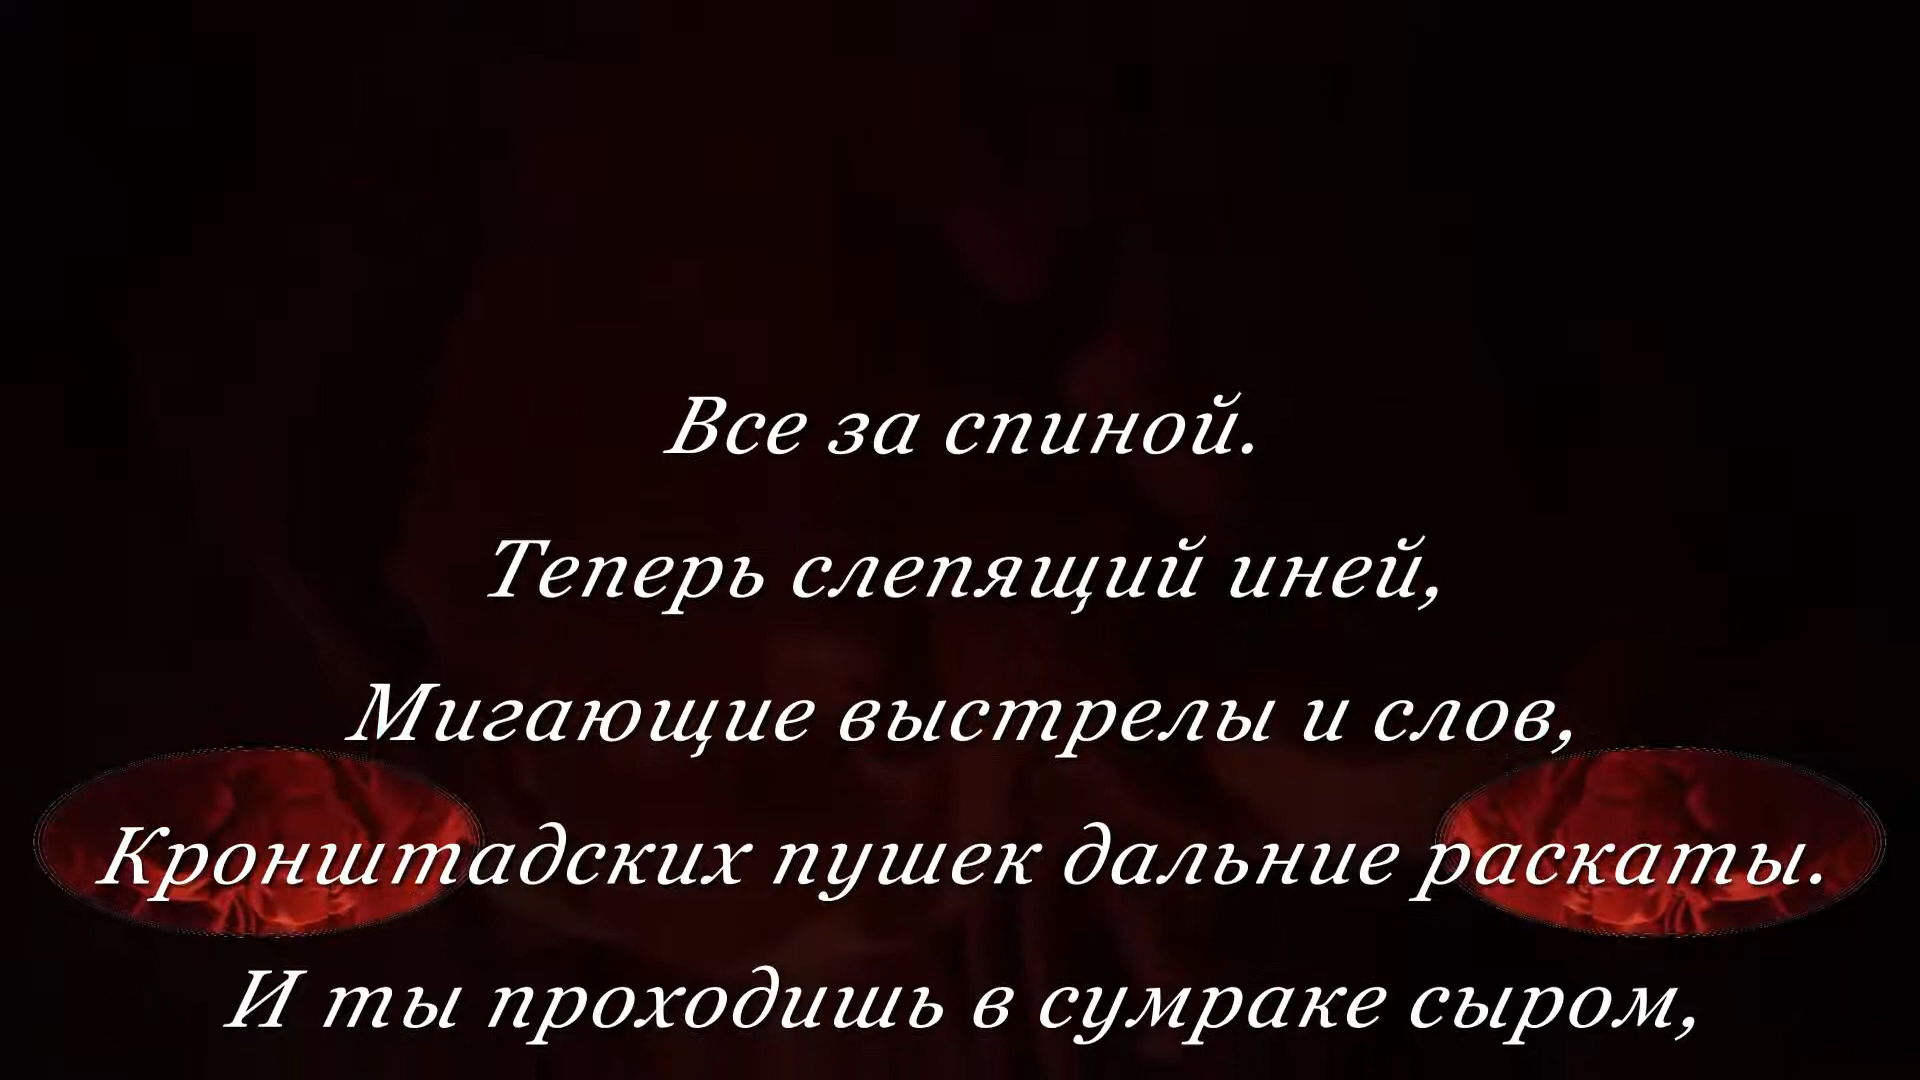 Все за спиной.
Теперь слепящий иней,
Мигающие выстрелы и слов,
Кронштадских пушек дальние раскаты.
И ты проходишь в сумраке сыром,